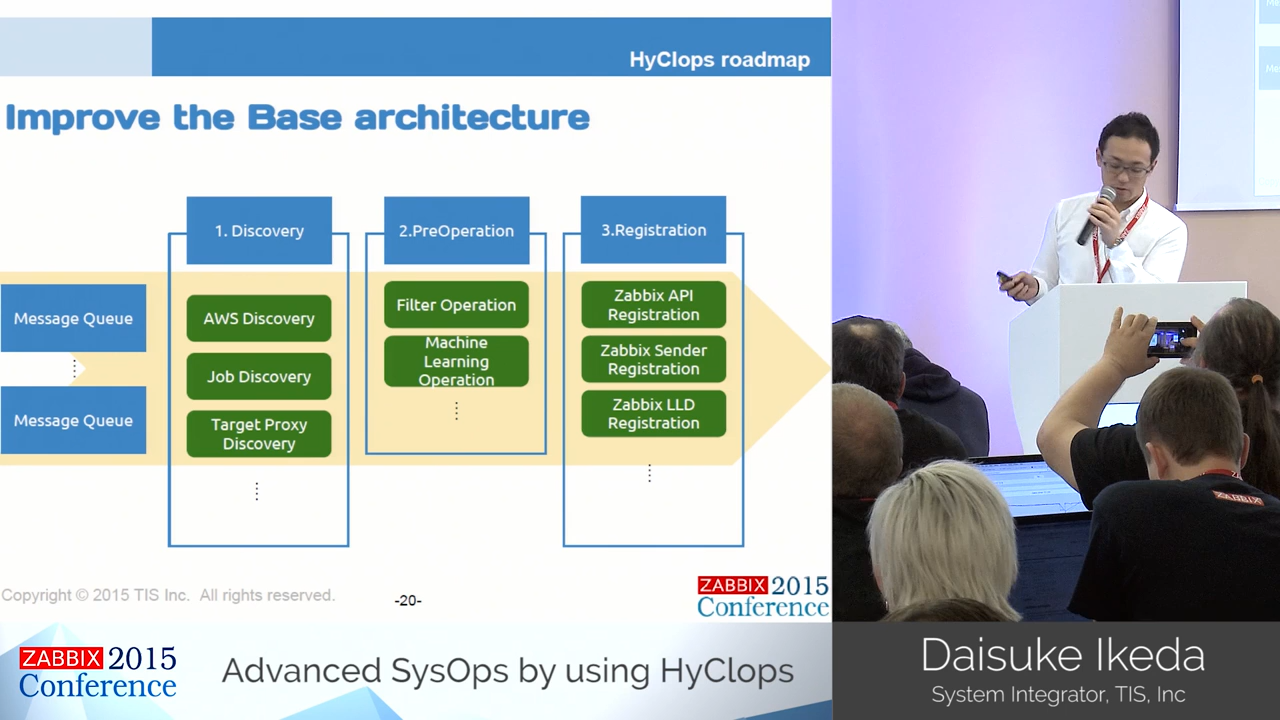 HyClops roadmap
Improve the Base architecture
1. Discovery
2.PreOperation
3.Registration
Message Queue
Message Queue
AWS Discovery
Job Discovery
Target Proxy
Discovery
Filter Operation
Machine
Learning
Operation
Zabbix API
Registration
Zabbix Sender
Registration
Zabbix LLD
Registration
Copyright © 2015 TIS Inc. All rights reserved.
-20-
ZABBIX 2015
Conference
ZABBIX 2015
Conference
Advanced SysOps by using HyClops
ZABBIX
Daisuke Ikeda
System Integrator, TIS, Inc